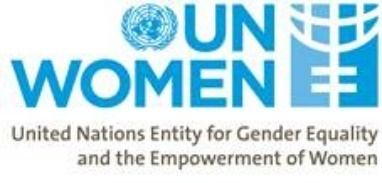 UN
WOMEN
United Nations Entity for Gender Equality
and the Empowerment of Women